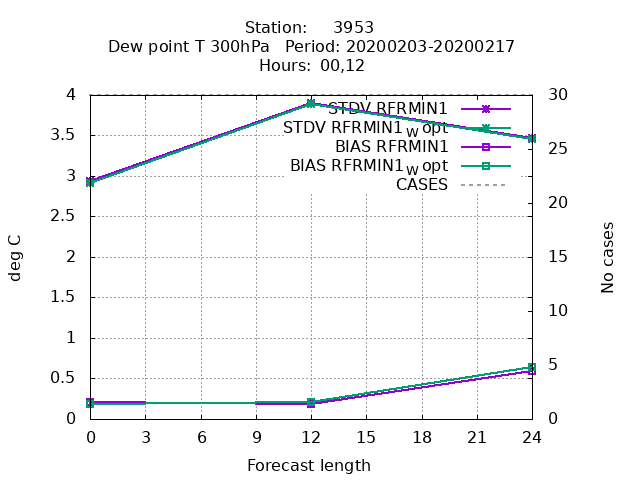 Station: 3953
Dew point T 300hPa Period: 20200203-20200217
Hours: 00,12
4
3.5
3
2.5
2
1.5
1
0.5
0
30
25
20
15
10
5
0
STDV RFRMIN1
STDV RFRMIN1w opt
BIAS RFRMIN1
BIAS RFRMIN1w opt
CASES
deg C
No cases
0 3 6 9 12 15 18 21 24
Forecast length